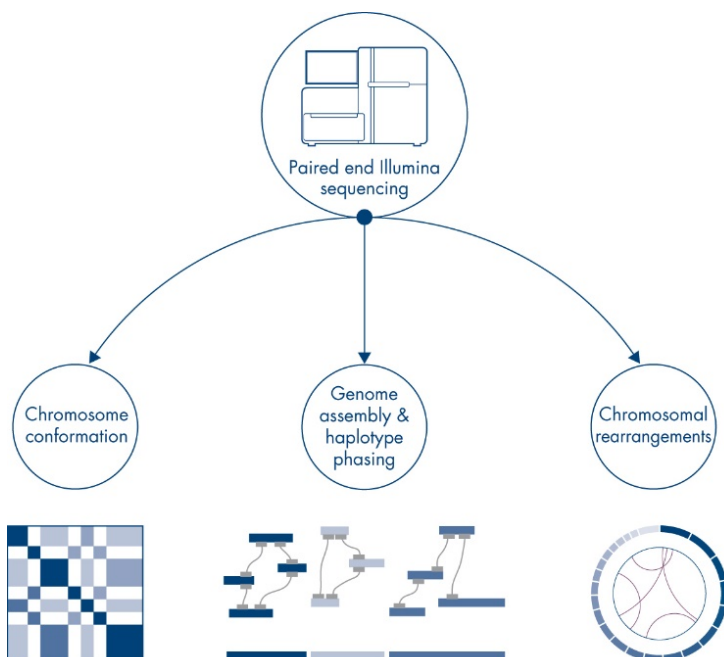 Paired end Illumina
sequencing
Chromosome
conformation
Genome
assembly &
haplotype
phasing
Chromosomal
rearrangements